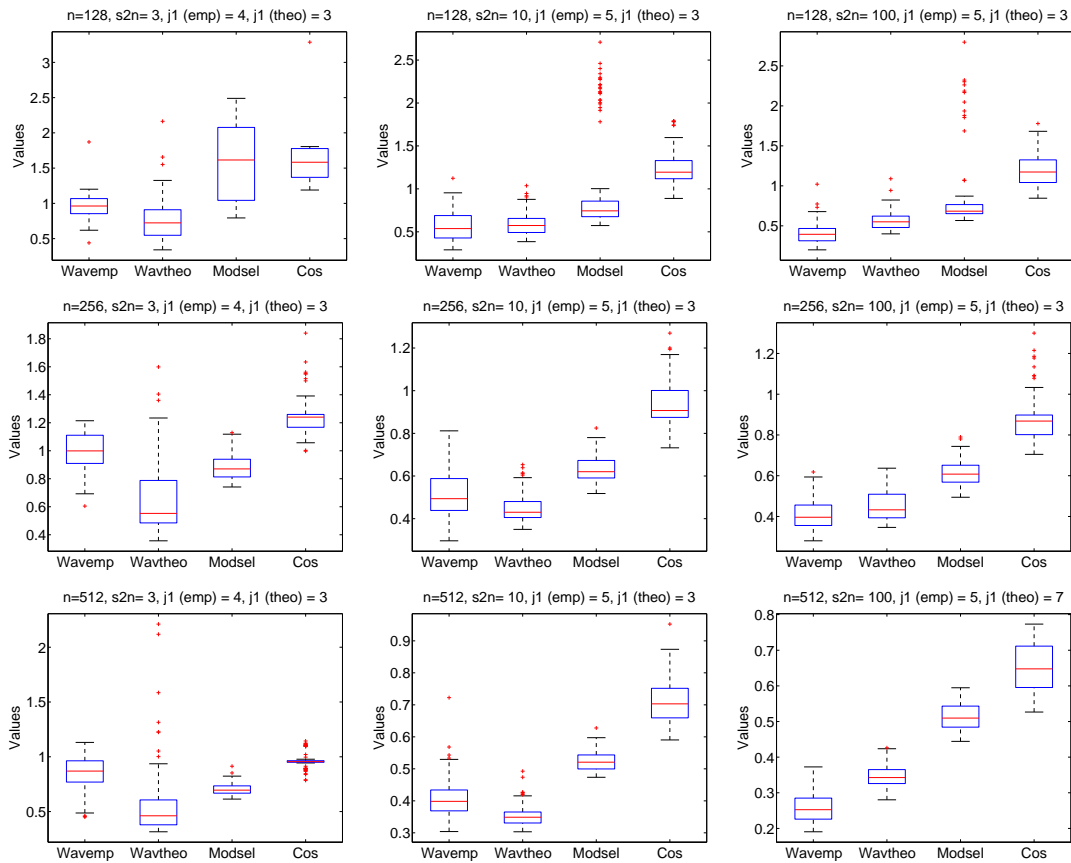 n=128, s2n= 3, j1 (emp) = 4, j1 (theo) = 3
Values
3
2.5
2
1.5
1
0.5
Wavemp Wavtheo Modsel Cos
n=128, s2n= 10, j1 (emp) = 5, j1 (theo) = 3
Values
2.5
2
1.5
1
0.5
Wavemp Wavtheo Modsel Cos
n=128, s2n= 100, j1 (emp) = 5, j1 (theo) = 3
Values
2.5
2
1.5
1
0.5
Wavemp Wavtheo Modsel Cos
n=256, s2n= 3, j1 (emp) = 4, j1 (theo) = 3
Values
1.8
1.6
1.4
1.2
1
0.8
0.6
0.4
Wavemp Wavtheo Modsel Cos
n=256, s2n= 10, j1 (emp) = 5, j1 (theo) = 3
Values
1.2
1
0.8
0.6
0.4
Wavemp Wavtheo Modsel Cos
n=256, s2n= 100, j1 (emp) = 5, j1 (theo) = 3
Values
1.2
1
0.8
0.6
0.4
Wavemp Wavtheo Modsel Cos
n=512, s2n= 3, j1 (emp) = 4, j1 (theo) = 3
Values
2
1.5
1
0.5
Wavemp Wavtheo Modsel Cos
n=512, s2n= 10, j1 (emp) = 5, j1 (theo) = 3
Values
0.9
0.8
0.7
0.6
0.5
0.4
0.3
Wavemp Wavtheo Modsel Cos
n=512, s2n= 100, j1 (emp) = 5, j1 (theo) = 7
Values
0.8
0.7
0.6
0.5
0.4
0.3
0.2
Wavemp Wavtheo Modsel Cos